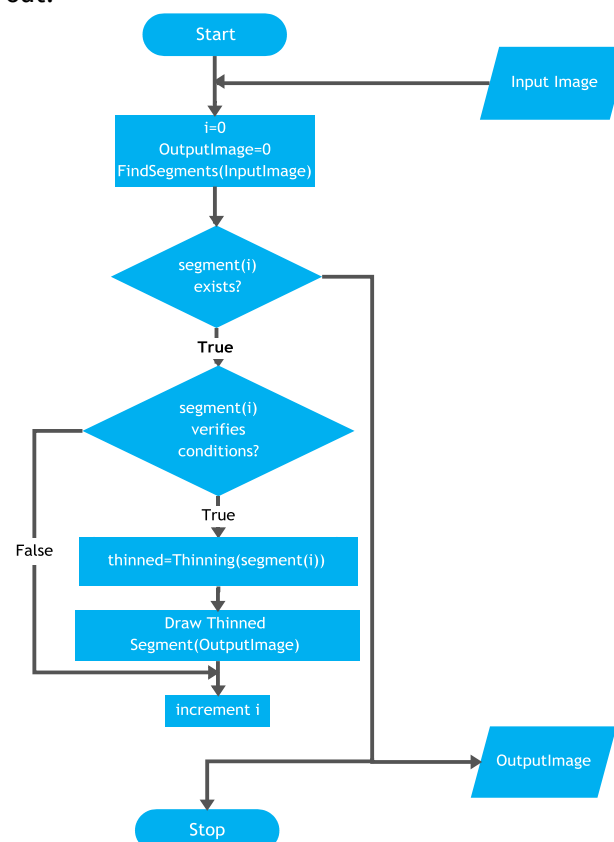 out.
Start
Input Image
i=0
OutputImage=0
FindSegments(InputImage)
segment(i)
exists?
True
segment(i)
verifies
conditions?
True
False
thinned=Thinning(segment(i))
Draw Thinned
Segment(OutputImage)
increment i
OutputImage
Stop